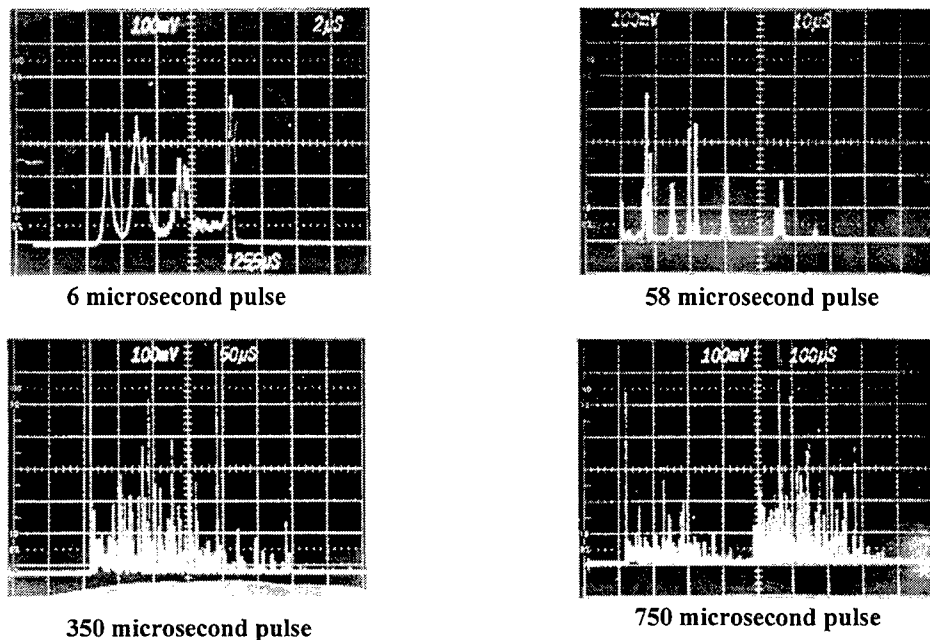 100mV 2µS
1255µS
6 microsecond pulse
100mV 10µS
58 microsecond pulse
100mV 50µS
350 microsecond pulse
100mV 100µS
750 microsecond pulse